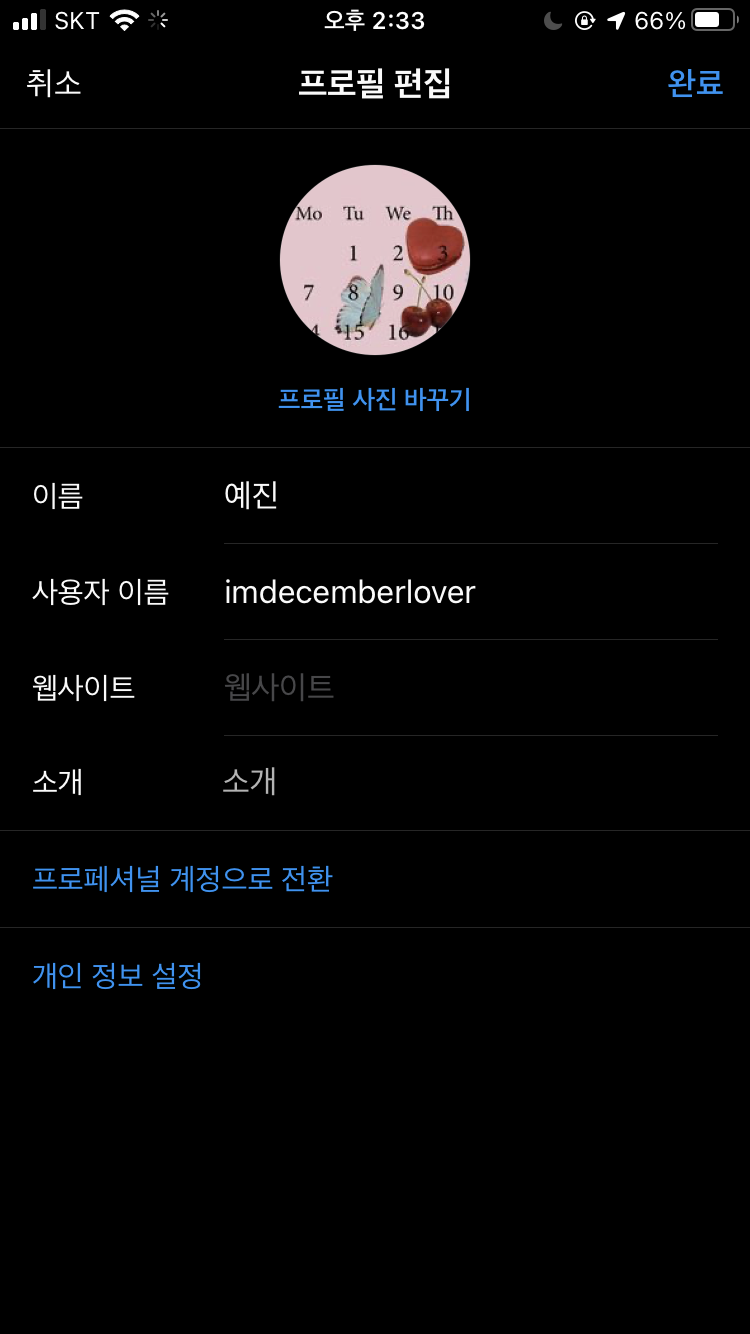 SKT 오후 2:33 66%
취소 프로필 편집 완료
Mo Tu We Th
1 2 3
7 8 9 10
4 15 16
프로필 사진 바꾸기
이름 예진
사용자 이름 imdecemberlover
웹사이트 웹사이트
소개 소개
프로페셔널 계정으로 전환
개인 정보 설정